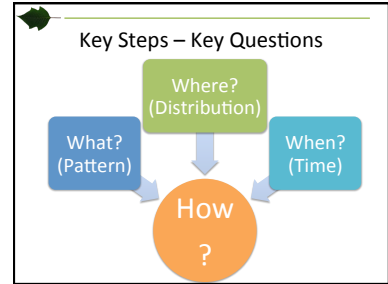 Key Steps – Key Questions
Where?
(Distribution)
What?
(Pattern)
When?
(Time)
How
?